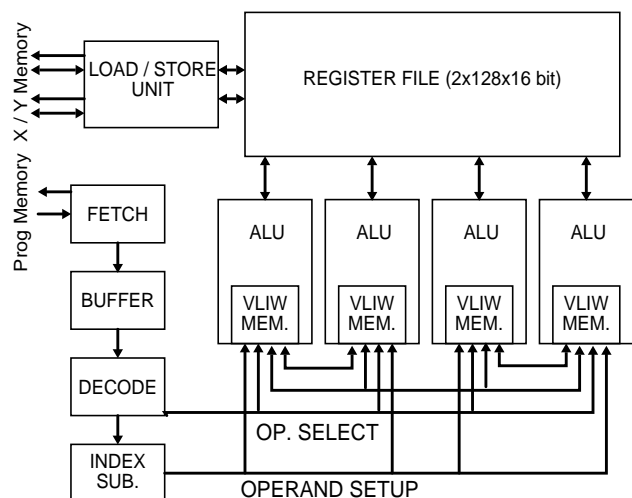 X / Y Memory
LOAD / STORE
UNIT
REGISTER FILE (2x128x16 bit)
Prog Memory
FETCH
BUFFER
DECODE
INDEX
SUB.
ALU
ALU
ALU
ALU
VLIW
MEM.
VLIW
MEM.
VLIW
MEM.
VLIW
MEM.
OP. SELECT
OPERAND SETUP